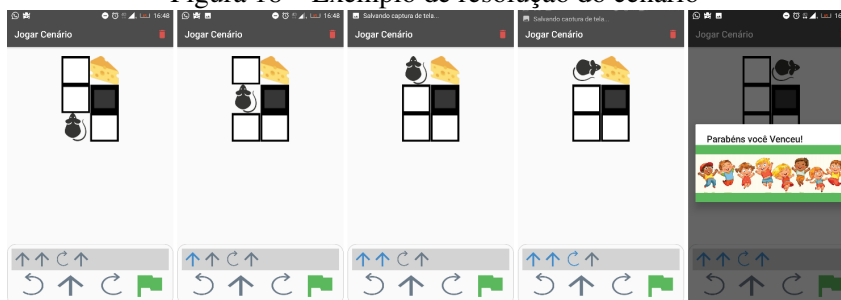 Figura 18 – Exemplo de resolução do cenário
16:48
Jogar Cenário
16:48
Jogar Cenário
Salvando captura de tela...
Jogar Cenário
Salvando captura de tela...
Jogar Cenário
16
Jogar Cenário
Parabéns você Venceu!